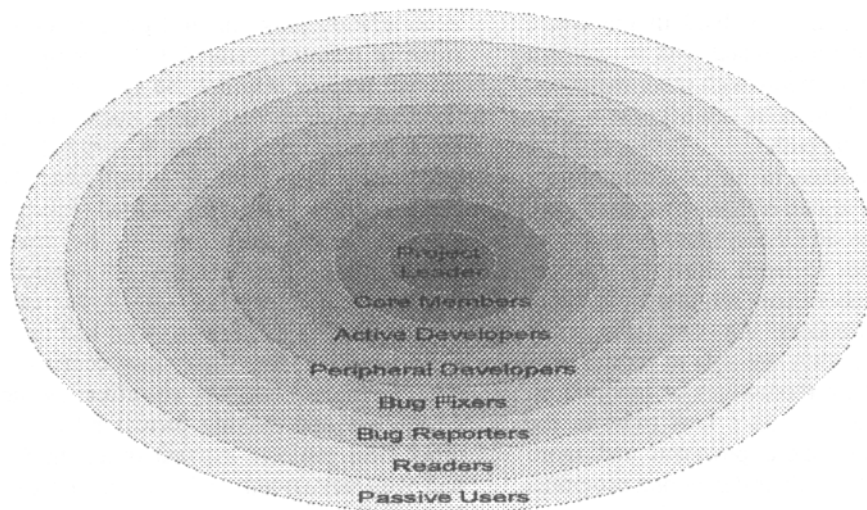 Project
Leader
Core Members
Active Developers
Peripheral Developers
Bug Fixers
Bug Reporters
Readers
Passive Users